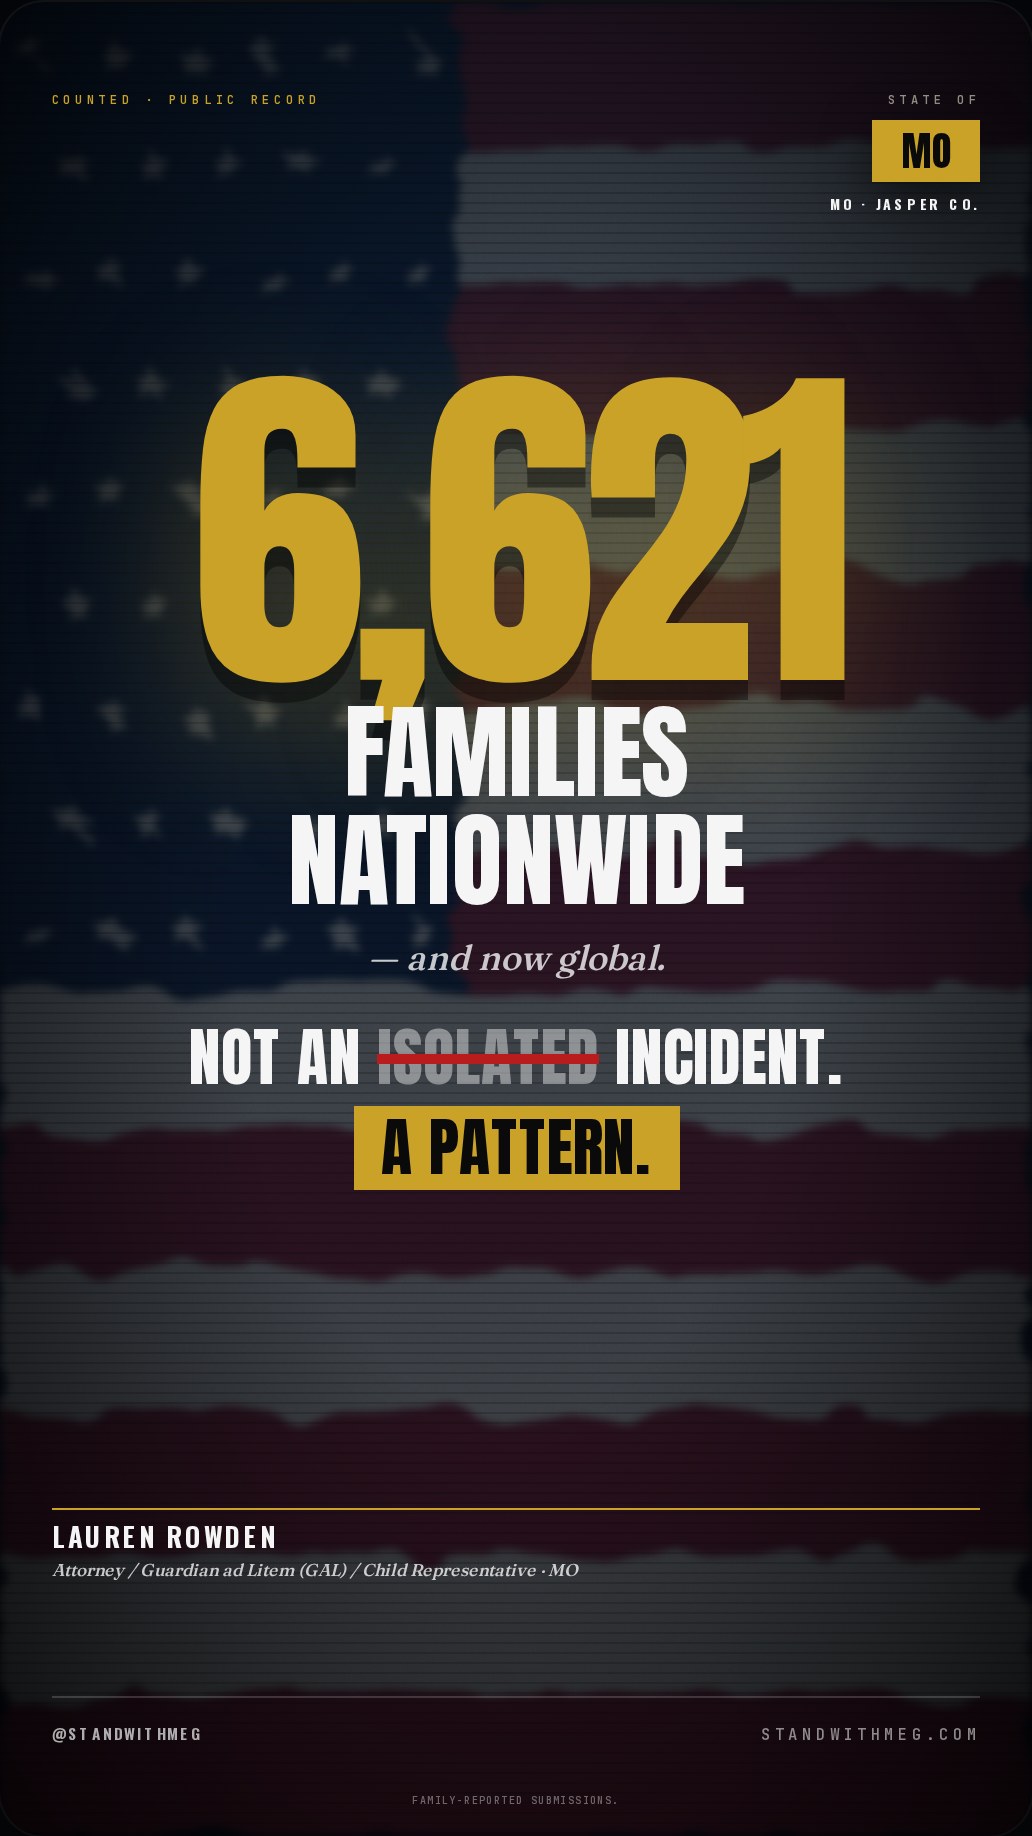 COUNTED · PUBLIC RECORD
STATE OF
MO
MO · JASPER CO.
6,621
FAMILIES
NATIONWIDE
— and now global.
NOT AN ISOLATED INCIDENT.
A PATTERN.
LAUREN ROWDEN
Attorney / Guardian ad Litem (GAL) / Child Representative · MO
@STANDWITHMEG
STANDWITHMEG.COM
FAMILY-REPORTED SUBMISSIONS.